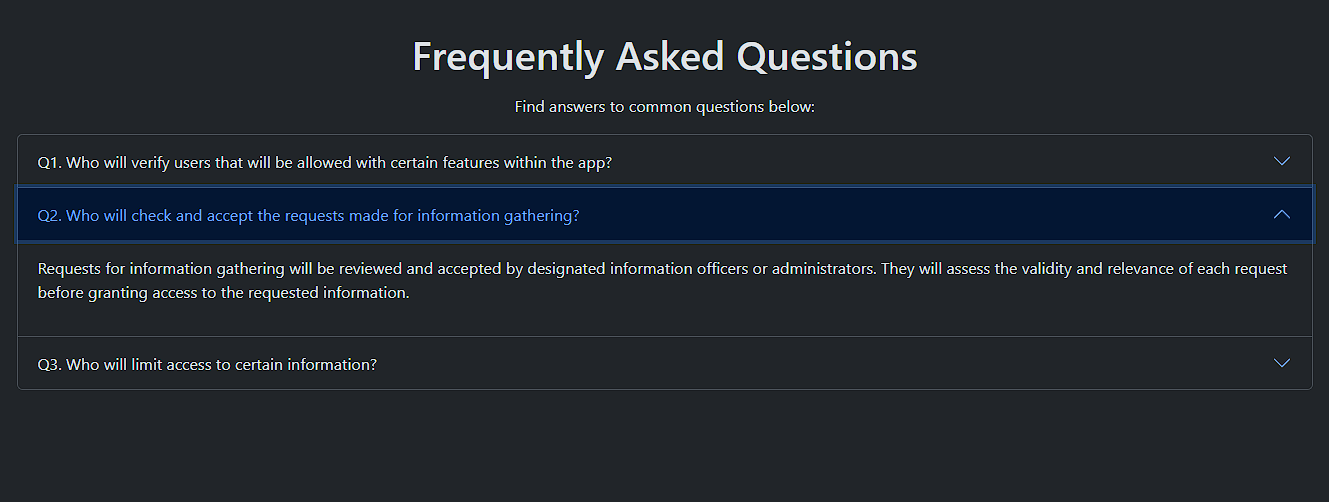 Frequently Asked Questions
Find answers to common questions below:
Q1. Who will verify users that will be allowed with certain features within the app?
Q2. Who will check and accept the requests made for information gathering?
Requests for information gathering will be reviewed and accepted by designated information officers or administrators. They will assess the validity and relevance of each request
before granting access to the requested information.
Q3. Who will limit access to certain information?